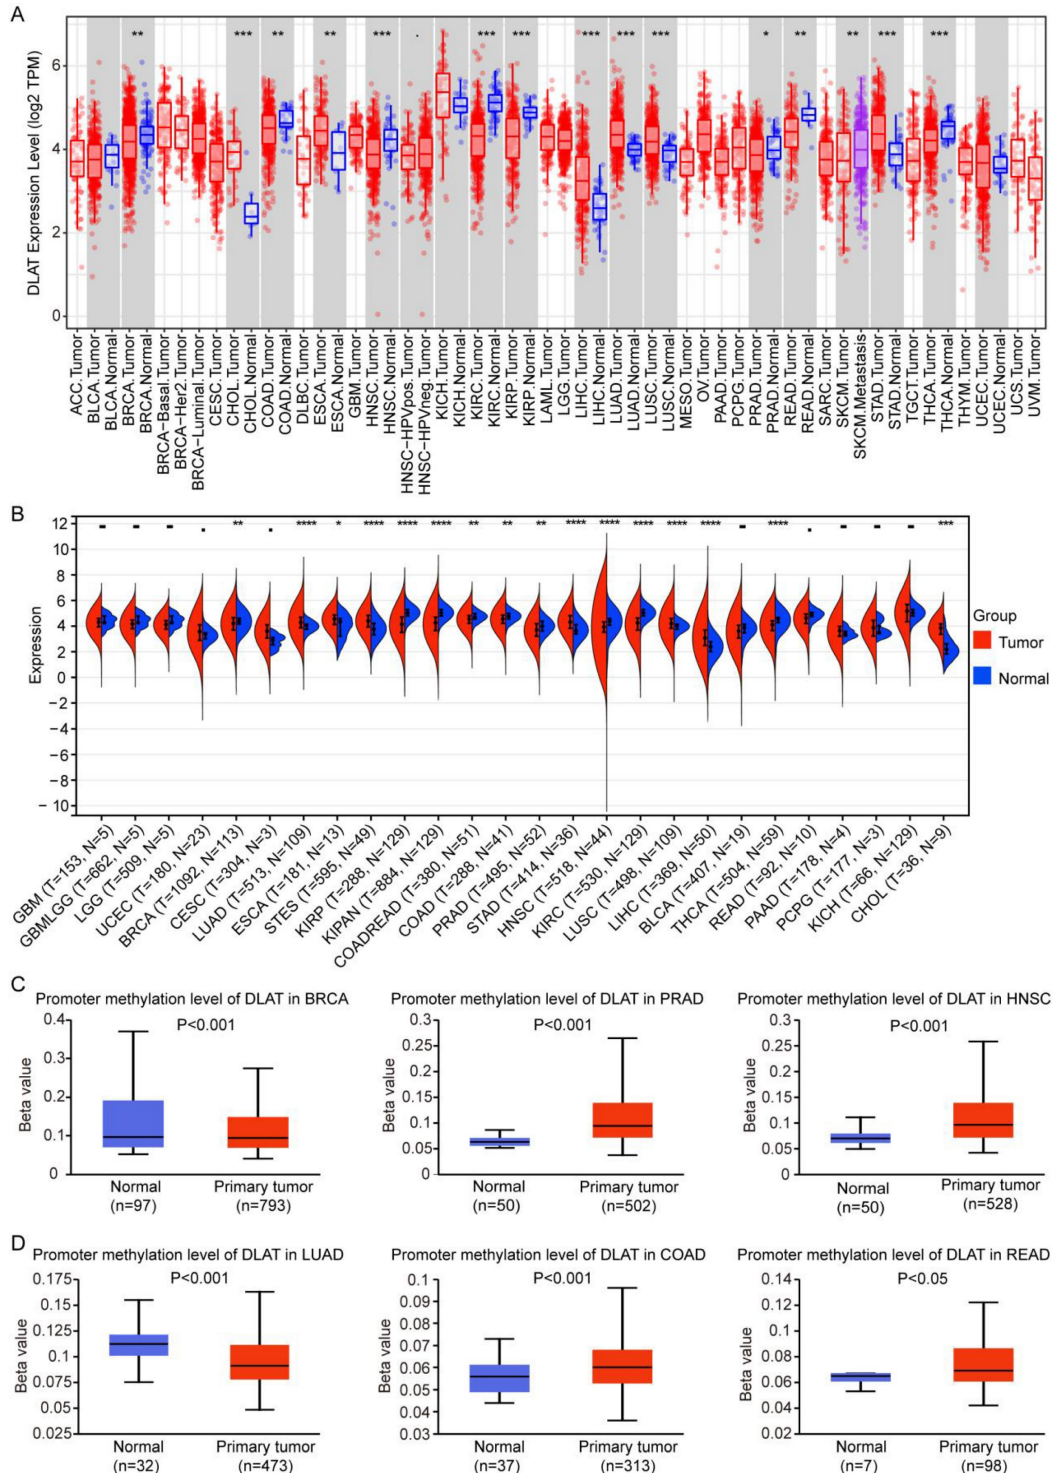 A
DLAT Expression Level (log2 TPM)
6
4
2
0
** *** ** ** *** . *** *** *** *** *** * ** ** *** ***
ACC.Tumor
BLCA.Tumor
BLCA.Normal
BRCA.Tumor
BRCA.Normal
BRCA-Basal.Tumor
BRCA-Her2.Tumor
BRCA-Luminal.Tumor
CESC.Tumor
CHOL.Tumor
CHOL.Normal
COAD.Tumor
COAD.Normal
DLBC.Tumor
ESCA.Tumor
ESCA.Normal
GBM.Tumor
HNSC.Tumor
HNSC.Normal
HNSC-HPVpos.Tumor
HNSC-HPVneg.Tumor
KICH.Tumor
KICH.Normal
KIRC.Tumor
KIRC.Normal
KIRP.Tumor
KIRP.Normal
LAML.Tumor
LGG.Tumor
LIHC.Tumor
LIHC.Normal
LUAD.Tumor
LUAD.Normal
LUSC.Tumor
LUSC.Normal
MESO.Tumor
OV.Tumor
PAAD.Tumor
PCPG.Tumor
PRAD.Tumor
PRAD.Normal
READ.Tumor
READ.Normal
SARC.Tumor
SKCM.Tumor
SKCM.Metastasis
STAD.Tumor
STAD.Normal
TGCT.Tumor
THCA.Tumor
THCA.Normal
THYM.Tumor
UCEC.Tumor
UCEC.Normal
UCS.Tumor
UVM.Tumor
B
Expression
12
10
8
6
4
2
0
−2
−4
−6
−8
−10
- - - . ** . **** * **** **** **** ** ** ** **** **** **** **** **** - **** . - - - ***
Group
Tumor
Normal
GBM (T=153, N=5)
GBMLGG (T=662, N=5)
LGG (T=509, N=5)
UCEC (T=180, N=23)
BRCA (T=1092, N=113)
CESC (T=304, N=3)
LUAD (T=513, N=109)
ESCA (T=181, N=13)
STES (T=595, N=49)
KIRP (T=288, N=129)
KIPAN (T=884, N=129)
COADREAD (T=380, N=51)
COAD (T=288, N=41)
PRAD (T=495, N=52)
STAD (T=414, N=36)
HNSC (T=518, N=44)
KIRC (T=530, N=129)
LUSC (T=498, N=109)
LIHC (T=369, N=50)
BLCA (T=407, N=19)
THCA (T=504, N=59)
READ (T=92, N=10)
PAAD (T=178, N=4)
PCPG (T=177, N=3)
KICH (T=66, N=129)
CHOL (T=36, N=9)
C
Promoter methylation level of DLAT in BRCA
P<0.001
Beta value
0.4
0.3
0.2
0.1
0
Normal
(n=97)
Primary tumor
(n=793)
Promoter methylation level of DLAT in PRAD
P<0.001
Beta value
0.3
0.25
0.2
0.15
0.1
0.05
0
Normal
(n=50)
Primary tumor
(n=502)
Promoter methylation level of DLAT in HNSC
P<0.001
Beta value
0.3
0.25
0.2
0.15
0.1
0.05
0
Normal
(n=50)
Primary tumor
(n=528)
D
Promoter methylation level of DLAT in LUAD
P<0.001
Beta value
0.175
0.15
0.125
0.1
0.075
0.05
0.025
Normal
(n=32)
Primary tumor
(n=473)
Promoter methylation level of DLAT in COAD
P<0.001
Beta value
0.1
0.09
0.08
0.07
0.06
0.05
0.04
0.03
Normal
(n=37)
Primary tumor
(n=313)
Promoter methylation level of DLAT in READ
P<0.05
Beta value
0.14
0.12
0.1
0.08
0.06
0.04
0.02
0
Normal
(n=7)
Primary tumor
(n=98)